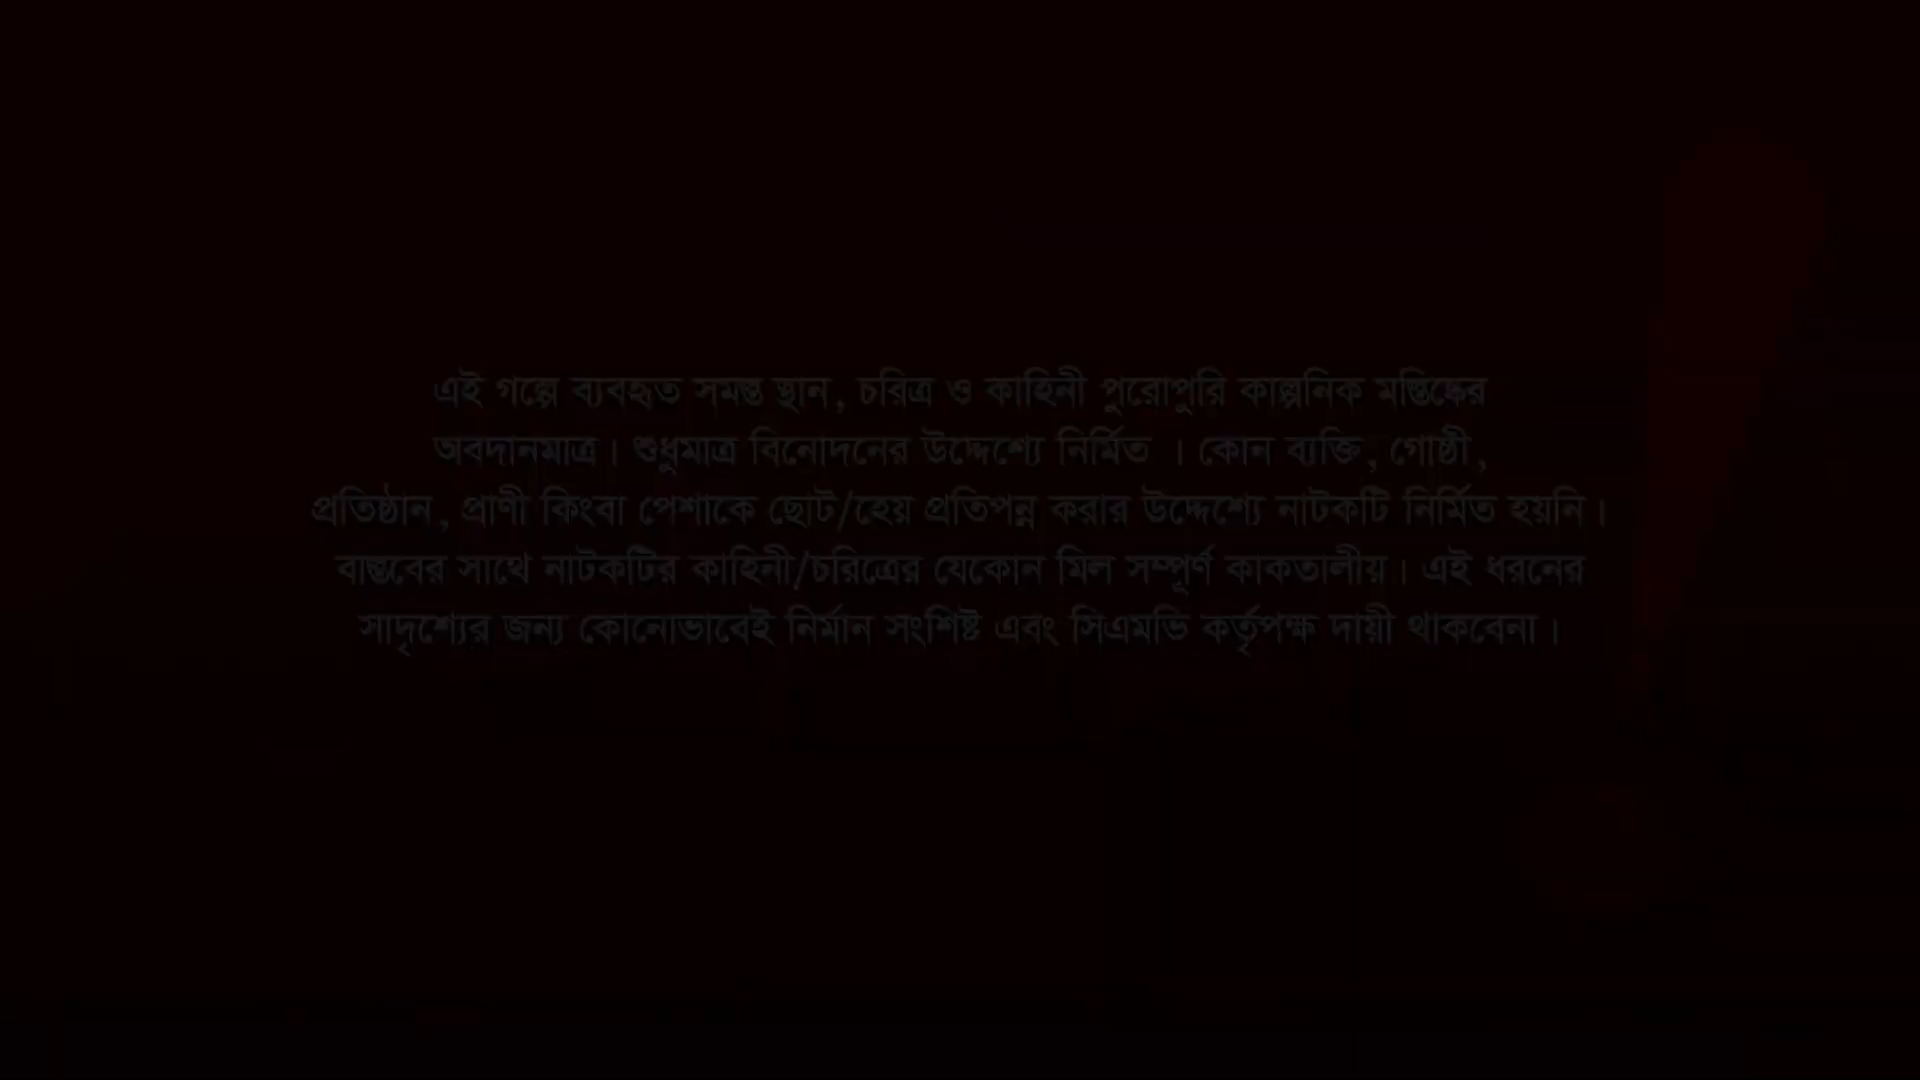 এই গল্পে ব্যবহৃত সমস্ত স্থান, চরিত্র ও কাহিনী পুরোপুরি কাল্পনিক মস্তিষ্কের
অবদানমাত্র। শুধুমাত্র বিনোদনের উদ্দেশ্যে নির্মিত । কোন ব্যক্তি, গোষ্ঠী,
প্রতিষ্ঠান, প্রাণী কিংবা পেশাকে ছোট/হেয় প্রতিপন্ন করার উদ্দেশ্যে নাটকটি নির্মিত হয়নি।
বাস্তবের সাথে নাটকটির কাহিনী/চরিত্রের যেকোন মিল সম্পূর্ণ কাকতালীয়। এই ধরনের
সাদৃশ্যের জন্য কোনোভাবেই নির্মান সংশিষ্ট এবং সিএমভি কর্তৃপক্ষ দায়ী থাকবেনা।